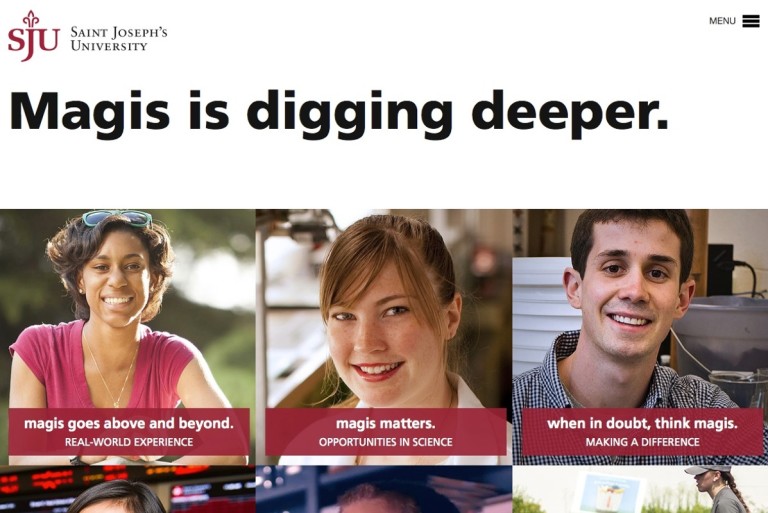 SJU SAINT JOSEPH'S
UNIVERSITY
MENU
Magis is digging deeper.
magis goes above and beyond.
REAL-WORLD EXPERIENCE
magis matters.
OPPORTUNITIES IN SCIENCE
when in doubt, think magis.
MAKING A DIFFERENCE